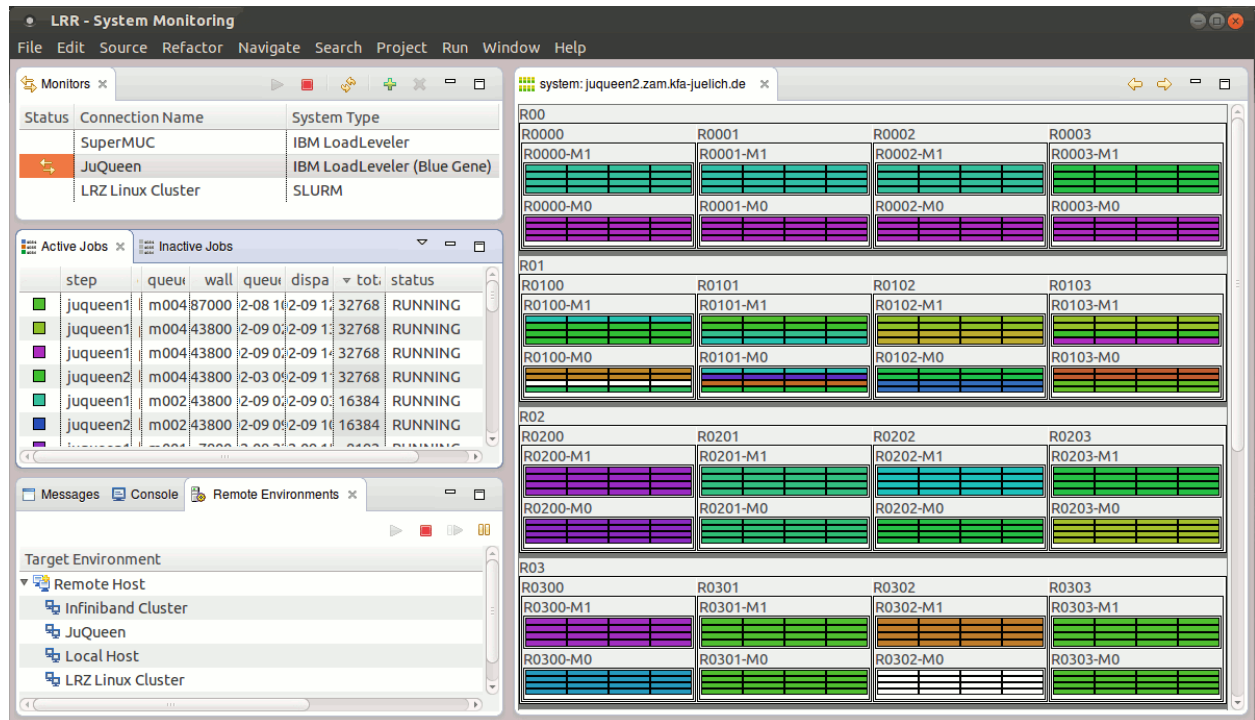 LRR - System Monitoring
File Edit Source Refactor Navigate Search Project Run Window Help
Monitors
Status Connection Name System Type
SuperMUC IBM LoadLeveler
JuQueen IBM LoadLeveler (Blue Gene)
LRZ Linux Cluster SLURM
Active Jobs Inactive Jobs
step queue wall queue dispa tot status
juqueen1 m004 87000 32768 RUNNING
juqueen1 m004 43800 32768 RUNNING
juqueen1 m004 43800 32768 RUNNING
juqueen2 m004 43800 32768 RUNNING
juqueen1 m002 43800 16384 RUNNING
juqueen2 m002 43800 16384 RUNNING
Messages Console Remote Environments
Target Environment
Remote Host
Infiniband Cluster
JuQueen
Local Host
LRZ Linux Cluster
system: juqueen2.zam.kfa-juelich.de
R00
R0000 R0001 R0002 R0003
R0000-M1 R0001-M1 R0002-M1 R0003-M1
R0000-M0 R0001-M0 R0002-M0 R0003-M0
R01
R0100 R0101 R0102 R0103
R0100-M1 R0101-M1 R0102-M1 R0103-M1
R0100-M0 R0101-M0 R0102-M0 R0103-M0
R02
R0200 R0201 R0202 R0203
R0200-M1 R0201-M1 R0202-M1 R0203-M1
R0200-M0 R0201-M0 R0202-M0 R0203-M0
R03
R0300 R0301 R0302 R0303
R0300-M1 R0301-M1 R0302-M1 R0303-M1
R0300-M0 R0301-M0 R0302-M0 R0303-M0